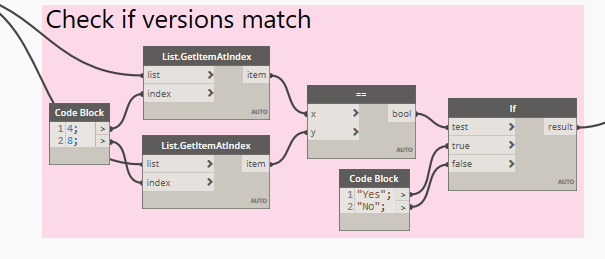 Check if versions match
List.GetItemAtIndex
list > item
index >
AUTO
Code Block
1 4; >
2 8; >
List.GetItemAtIndex
list > item
index >
AUTO
==
x > bool
y >
AUTO
If
test > result
true >
false >
AUTO
Code Block
1 "Yes"; >
2 "No"; >